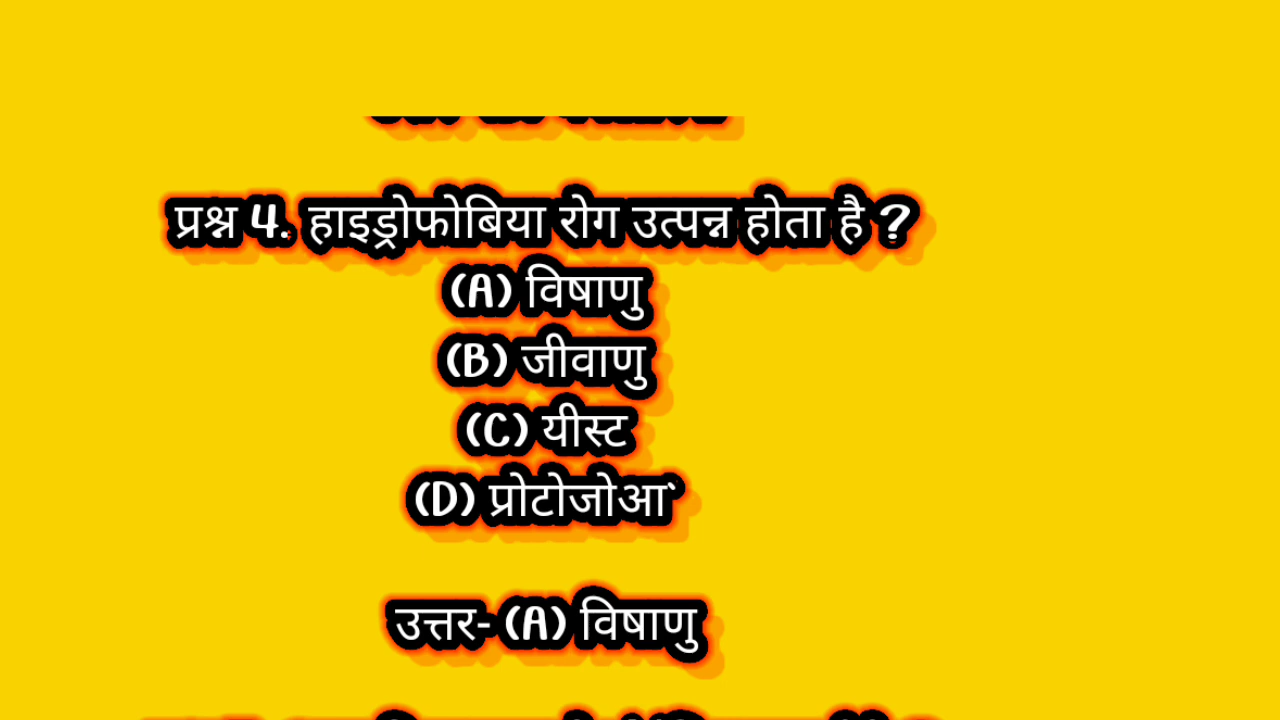 प्रश्न 4. हाइड्रोफोबिया रोग उत्पन्न होता है ?
(A) विषाणु
(B) जीवाणु
(C) यीस्ट
(D) प्रोटोजोआ`
उत्तर- (A) विषाणु